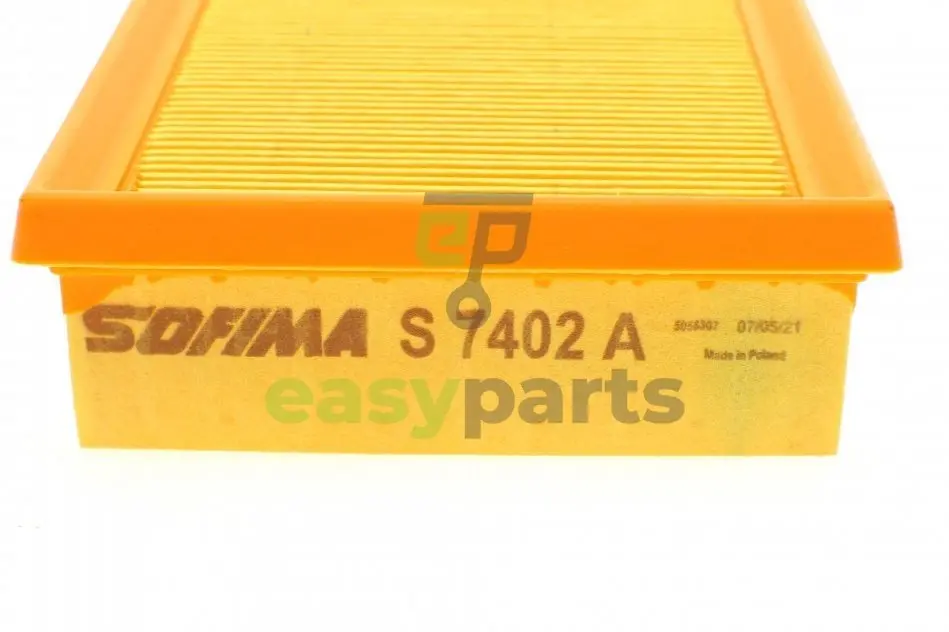 SOFIMA S 7402 A 07/05/21
Made in Poland
ep
easyparts